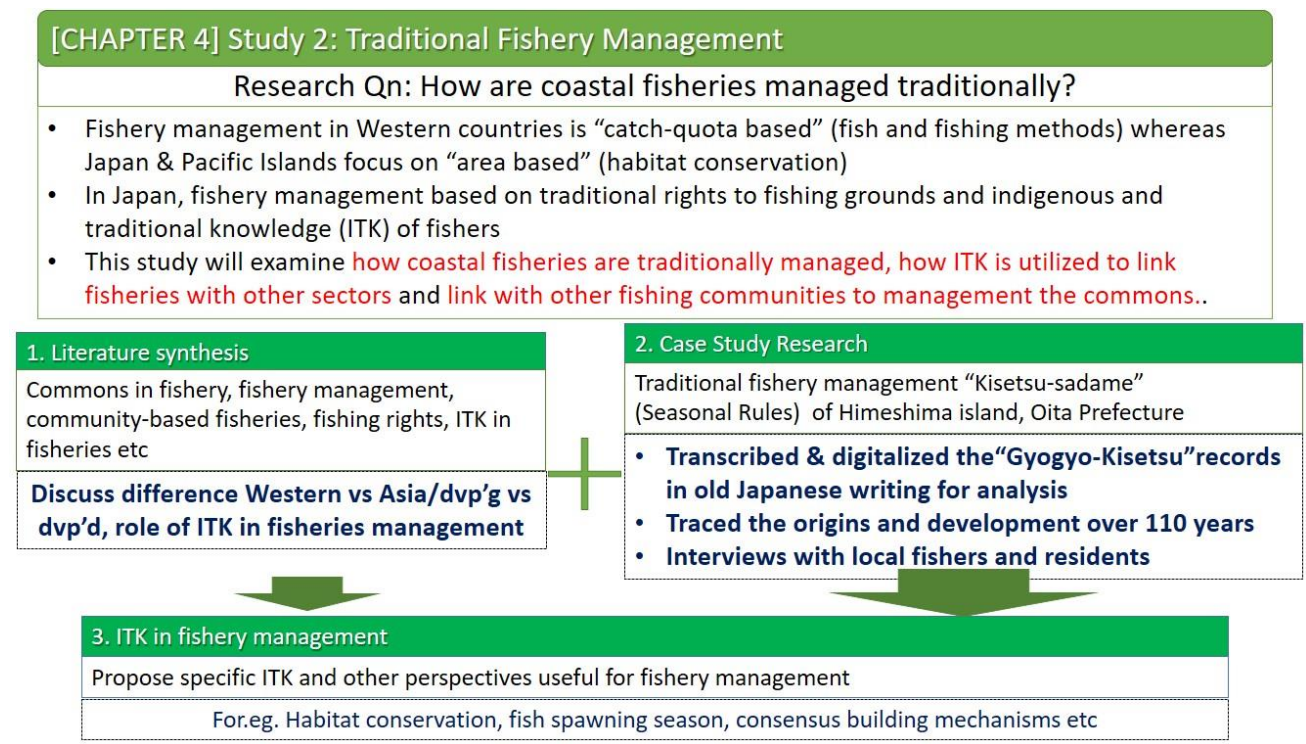 [CHAPTER 4] Study 2: Traditional Fishery Management
Research Qn: How are coastal fisheries managed traditionally?
• Fishery management in Western countries is “catch-quota based” (fish and fishing methods) whereas
Japan & Pacific Islands focus on “area based” (habitat conservation)
• In Japan, fishery management based on traditional rights to fishing grounds and indigenous and
traditional knowledge (ITK) of fishers
• This study will examine how coastal fisheries are traditionally managed, how ITK is utilized to link
fisheries with other sectors and link with other fishing communities to management the commons..
1. Literature synthesis
Commons in fishery, fishery management,
community-based fisheries, fishing rights, ITK in
fisheries etc
Discuss difference Western vs Asia/dvp’g vs
dvp’d, role of ITK in fisheries management
2. Case Study Research
Traditional fishery management “Kisetsu-sadame”
(Seasonal Rules) of Himeshima island, Oita Prefecture
• Transcribed & digitalized the“Gyogyo-Kisetsu”records
in old Japanese writing for analysis
• Traced the origins and development over 110 years
• Interviews with local fishers and residents
3. ITK in fishery management
Propose specific ITK and other perspectives useful for fishery management
For.eg. Habitat conservation, fish spawning season, consensus building mechanisms etc